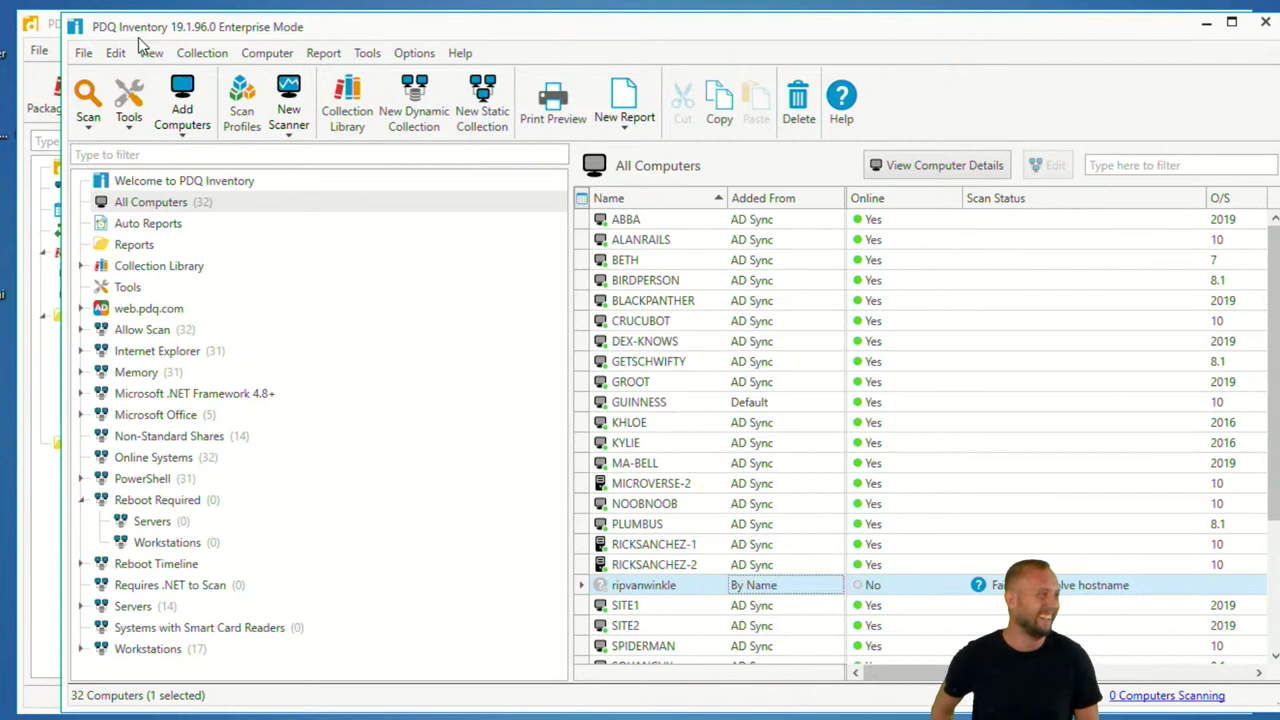 PDQ Inventory 19.1.96.0 Enterprise Mode
File
File Edit View Collection Computer Report Tools Options Help
Scan
Tools
Add Computers
Scan Profiles
New Scanner
Collection Library
New Dynamic Collection
New Static Collection
Print Preview
New Report
Cut
Copy
Paste
Delete
Help
Type to filter
All Computers
View Computer Details
Edit
Type here to filter
Welcome to PDQ Inventory
All Computers (32)
Auto Reports
Reports
Collection Library
Tools
web.pdq.com
Allow Scan (32)
Internet Explorer (31)
Memory (31)
Microsoft .NET Framework 4.8+
Microsoft Office (5)
Non-Standard Shares (14)
Online Systems (32)
PowerShell (31)
Reboot Required (0)
Servers (0)
Workstations (0)
Reboot Timeline
Requires .NET to Scan (0)
Servers (14)
Systems with Smart Card Readers (0)
Workstations (17)
Name Added From Online Scan Status O/S
ABBA AD Sync Yes 2019
ALANRAILS AD Sync Yes 10
BETH AD Sync Yes 7
BIRDPERSON AD Sync Yes 8.1
BLACKPANTHER AD Sync Yes 2019
CRUCUBOT AD Sync Yes 10
DEX-KNOWS AD Sync Yes 2019
GETSCHWIFTY AD Sync Yes 8.1
GROOT AD Sync Yes 2019
GUINNESS Default Yes 10
KHLOE AD Sync Yes 2016
KYLIE AD Sync Yes 2016
MA-BELL AD Sync Yes 2019
MICROVERSE-2 AD Sync Yes 10
NOOBNOOB AD Sync Yes 10
PLUMBUS AD Sync Yes 8.1
RICKSANCHEZ-1 AD Sync Yes 10
RICKSANCHEZ-2 AD Sync Yes 10
ripvanwinkle By Name No hostname
SITE1 AD Sync Yes 2019
SITE2 AD Sync Yes 2019
SPIDERMAN AD Sync Yes 10
32 Computers (1 selected)
0 Computers Scanning